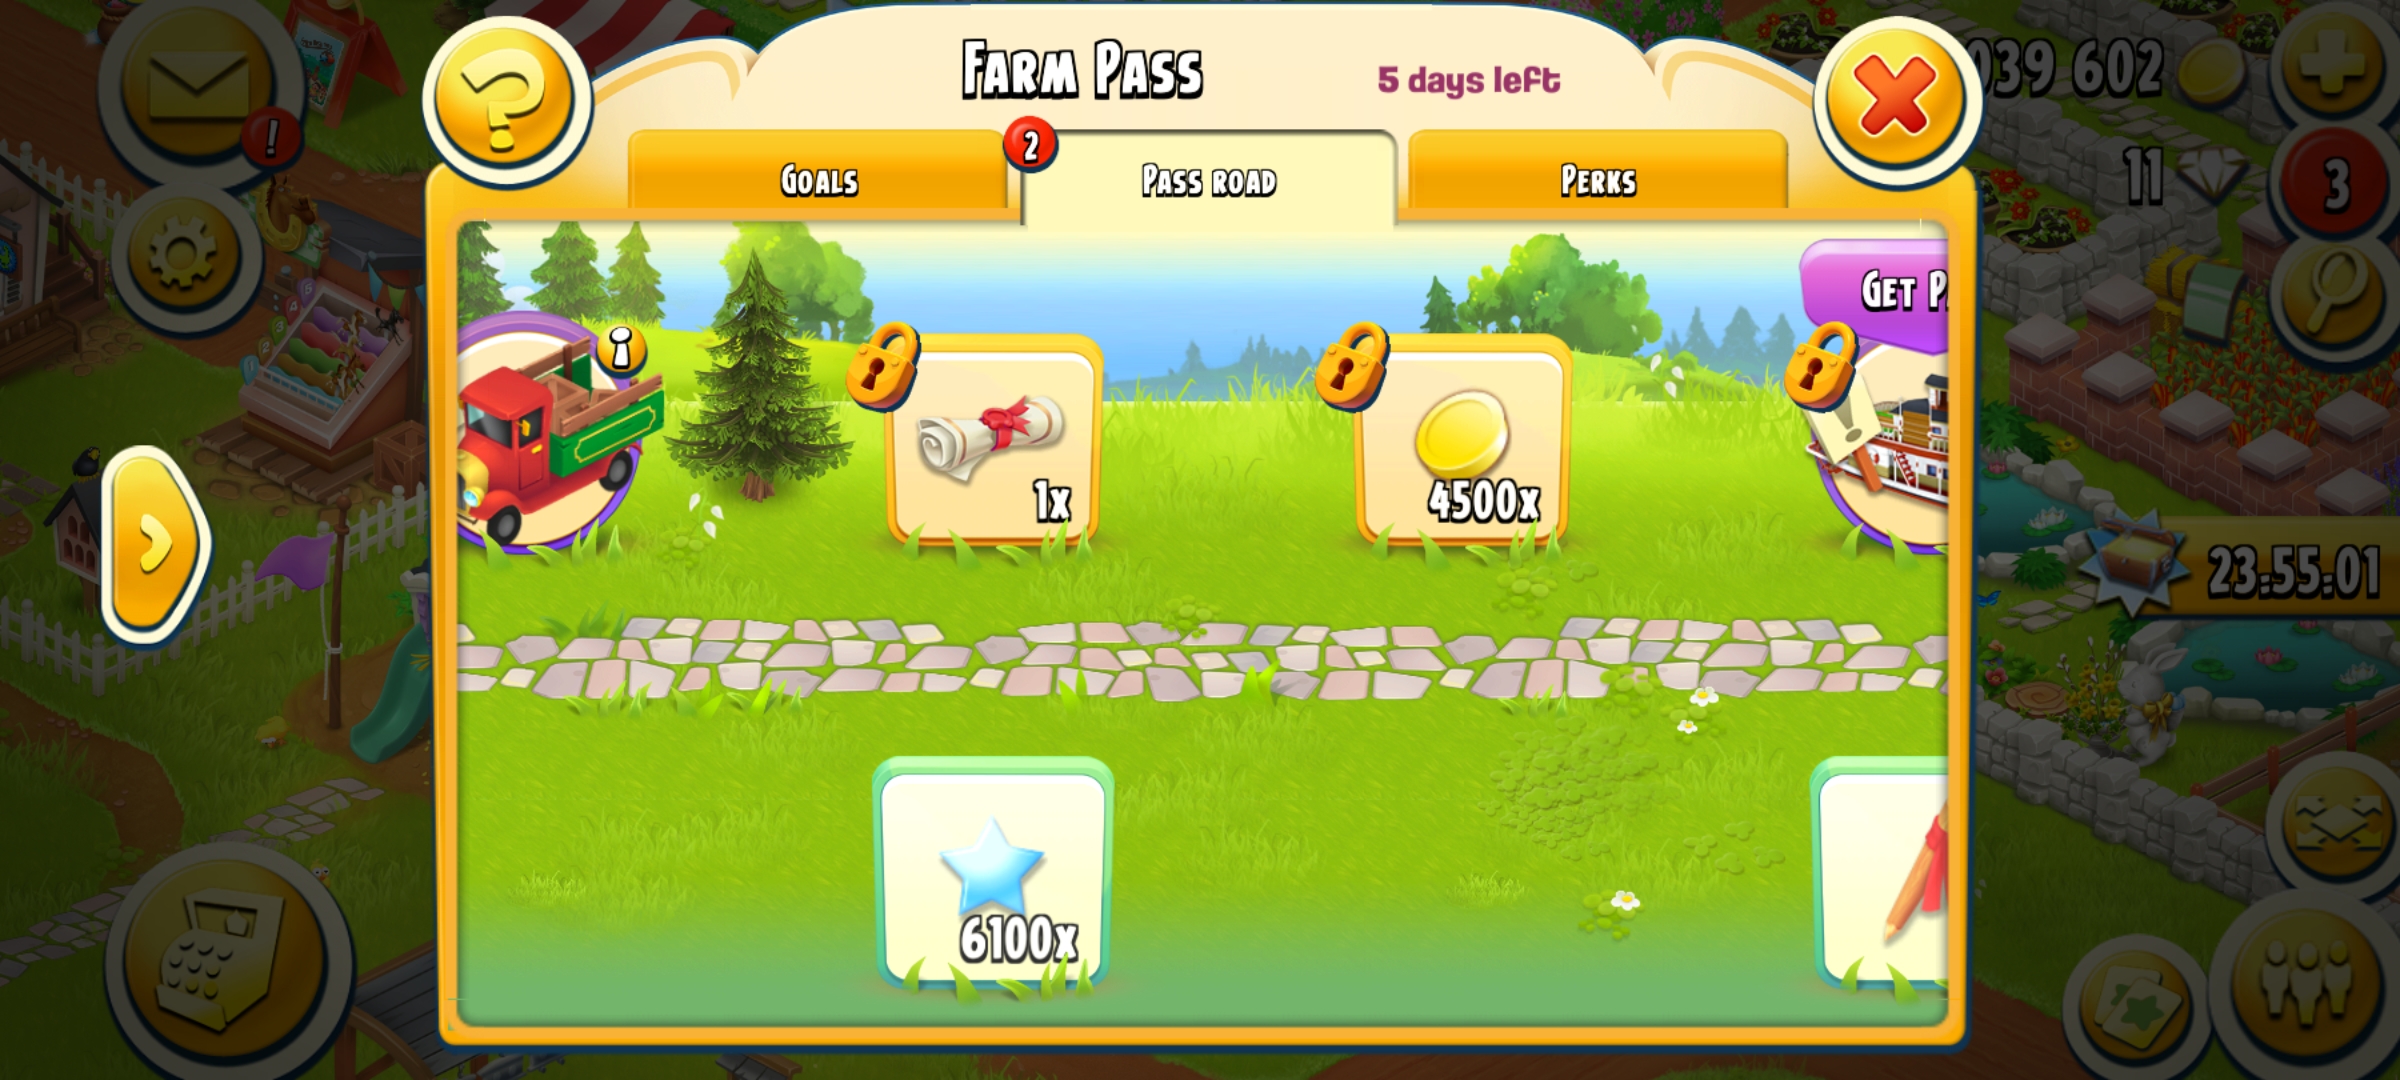 FARM PASS
5 days left
039 602
!
2
GOALS
PASS ROAD
PERKS
11
3
GET P
1x
4500x
23:55:01
6100x